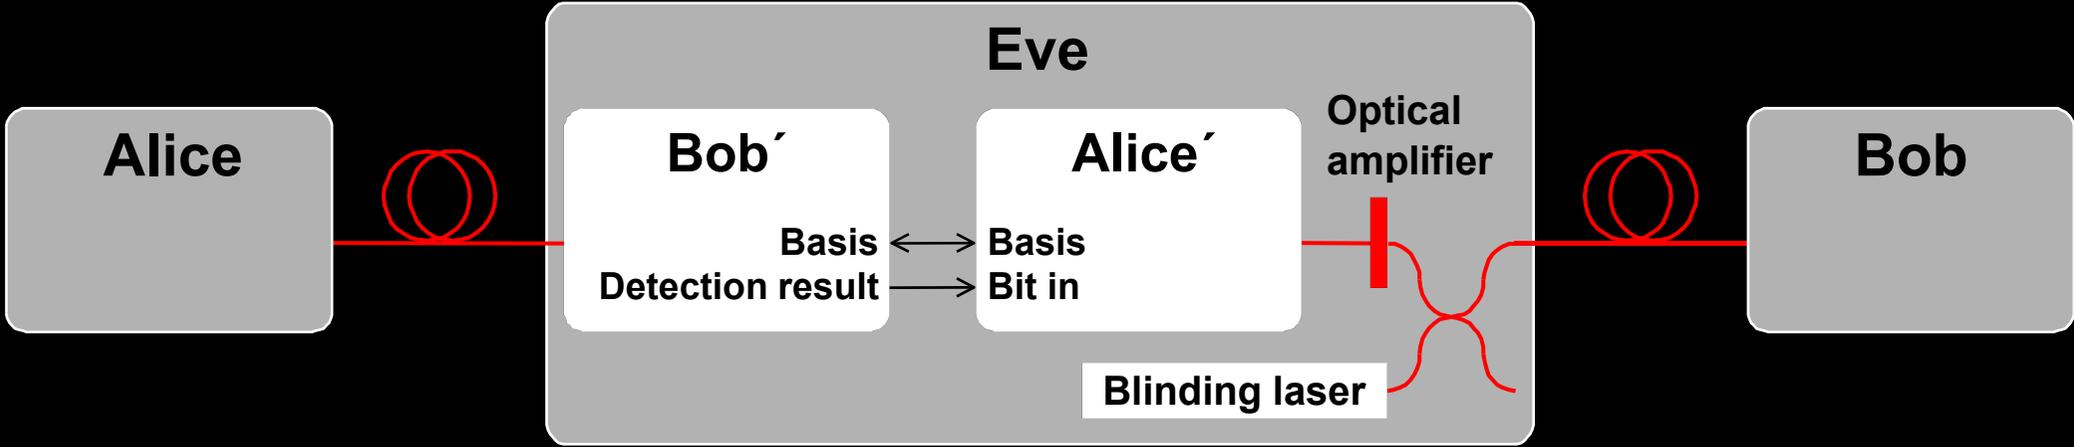 Eve
Alice
Bob´
Basis
Detection result
Alice´
Basis
Bit in
Optical
amplifier
Blinding laser
Bob